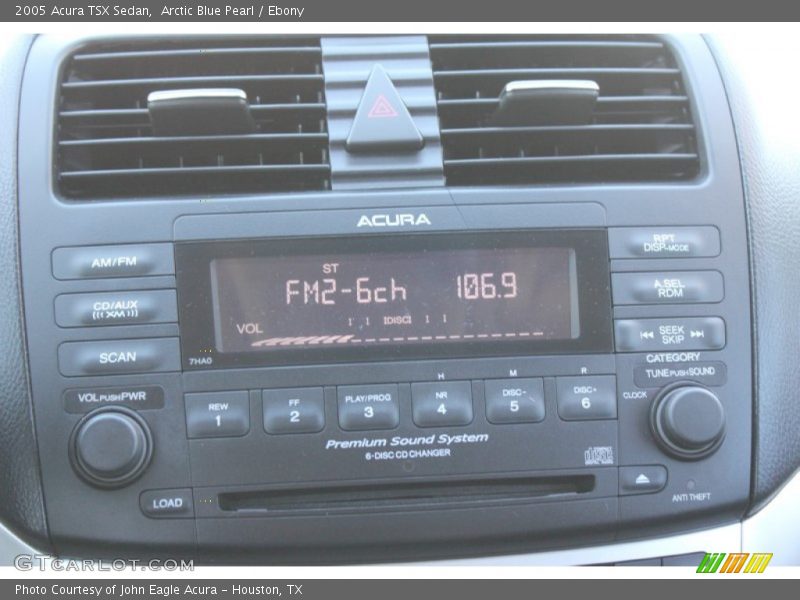 2005 Acura TSX Sedan,  Arctic Blue Pearl / Ebony
ACURA
AM/FM
RPT
DISP-MODE
ST
FM2-6ch 106.9
CD/AUX
((( XM )))
A.SEL
RDM
[DISC]
VOL
SCAN
SEEK
SKIP
7HA0
CATEGORY
TUNE PUSH SOUND
VOL PUSH PWR
H M R
CLOCK
REW
1
FF
2
PLAY/PROG
3
NR
4
DISC-
5
DISC+
6
Premium Sound System
6-DISC CD CHANGER
disc
LOAD
ANTI THEFT
GTCARLOT.COM
Photo Courtesy of John Eagle Acura - Houston, TX